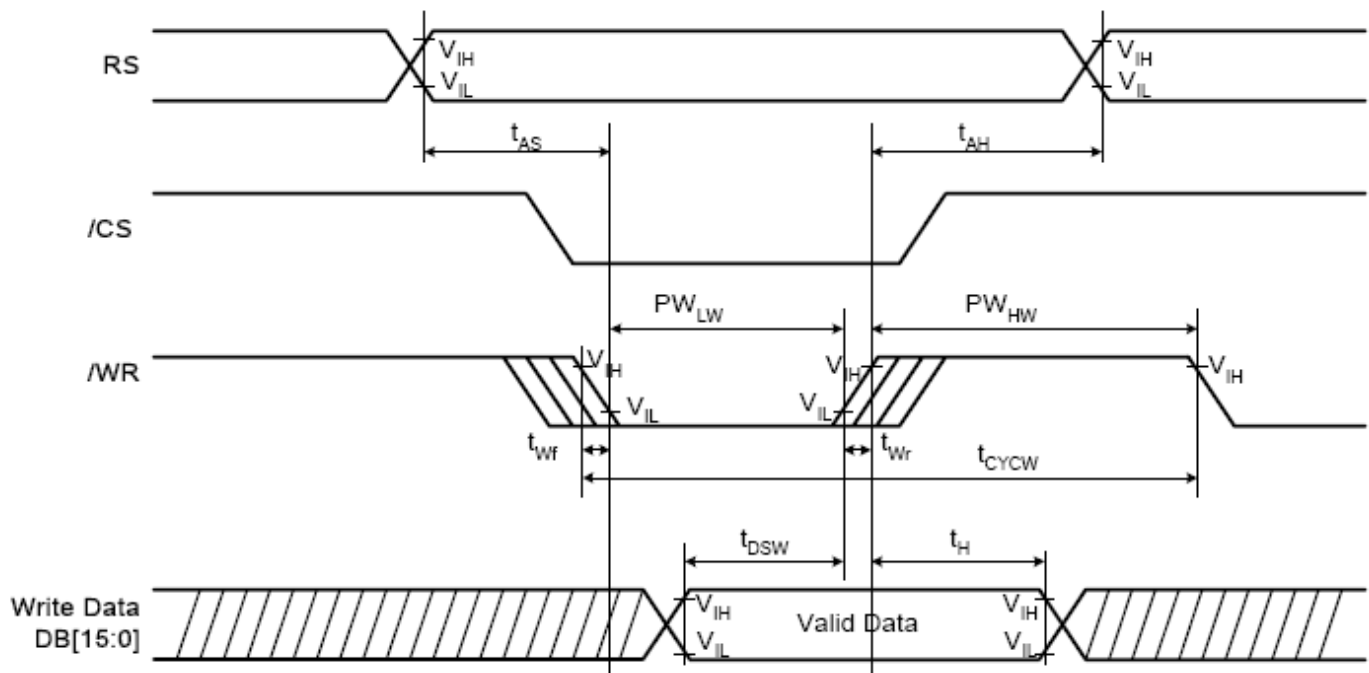 RS
V_IH
V_IL
V_IH
V_IL
t_AS
t_AH
/CS
PW_LW
PW_HW
/WR
V_IH
V_IL
V_IH
V_IL
V_IH
t_Wf
t_Wr
t_CYCW
t_DSW
t_H
Write Data
DB[15:0]
V_IH
V_IL
Valid Data
V_IH
V_IL